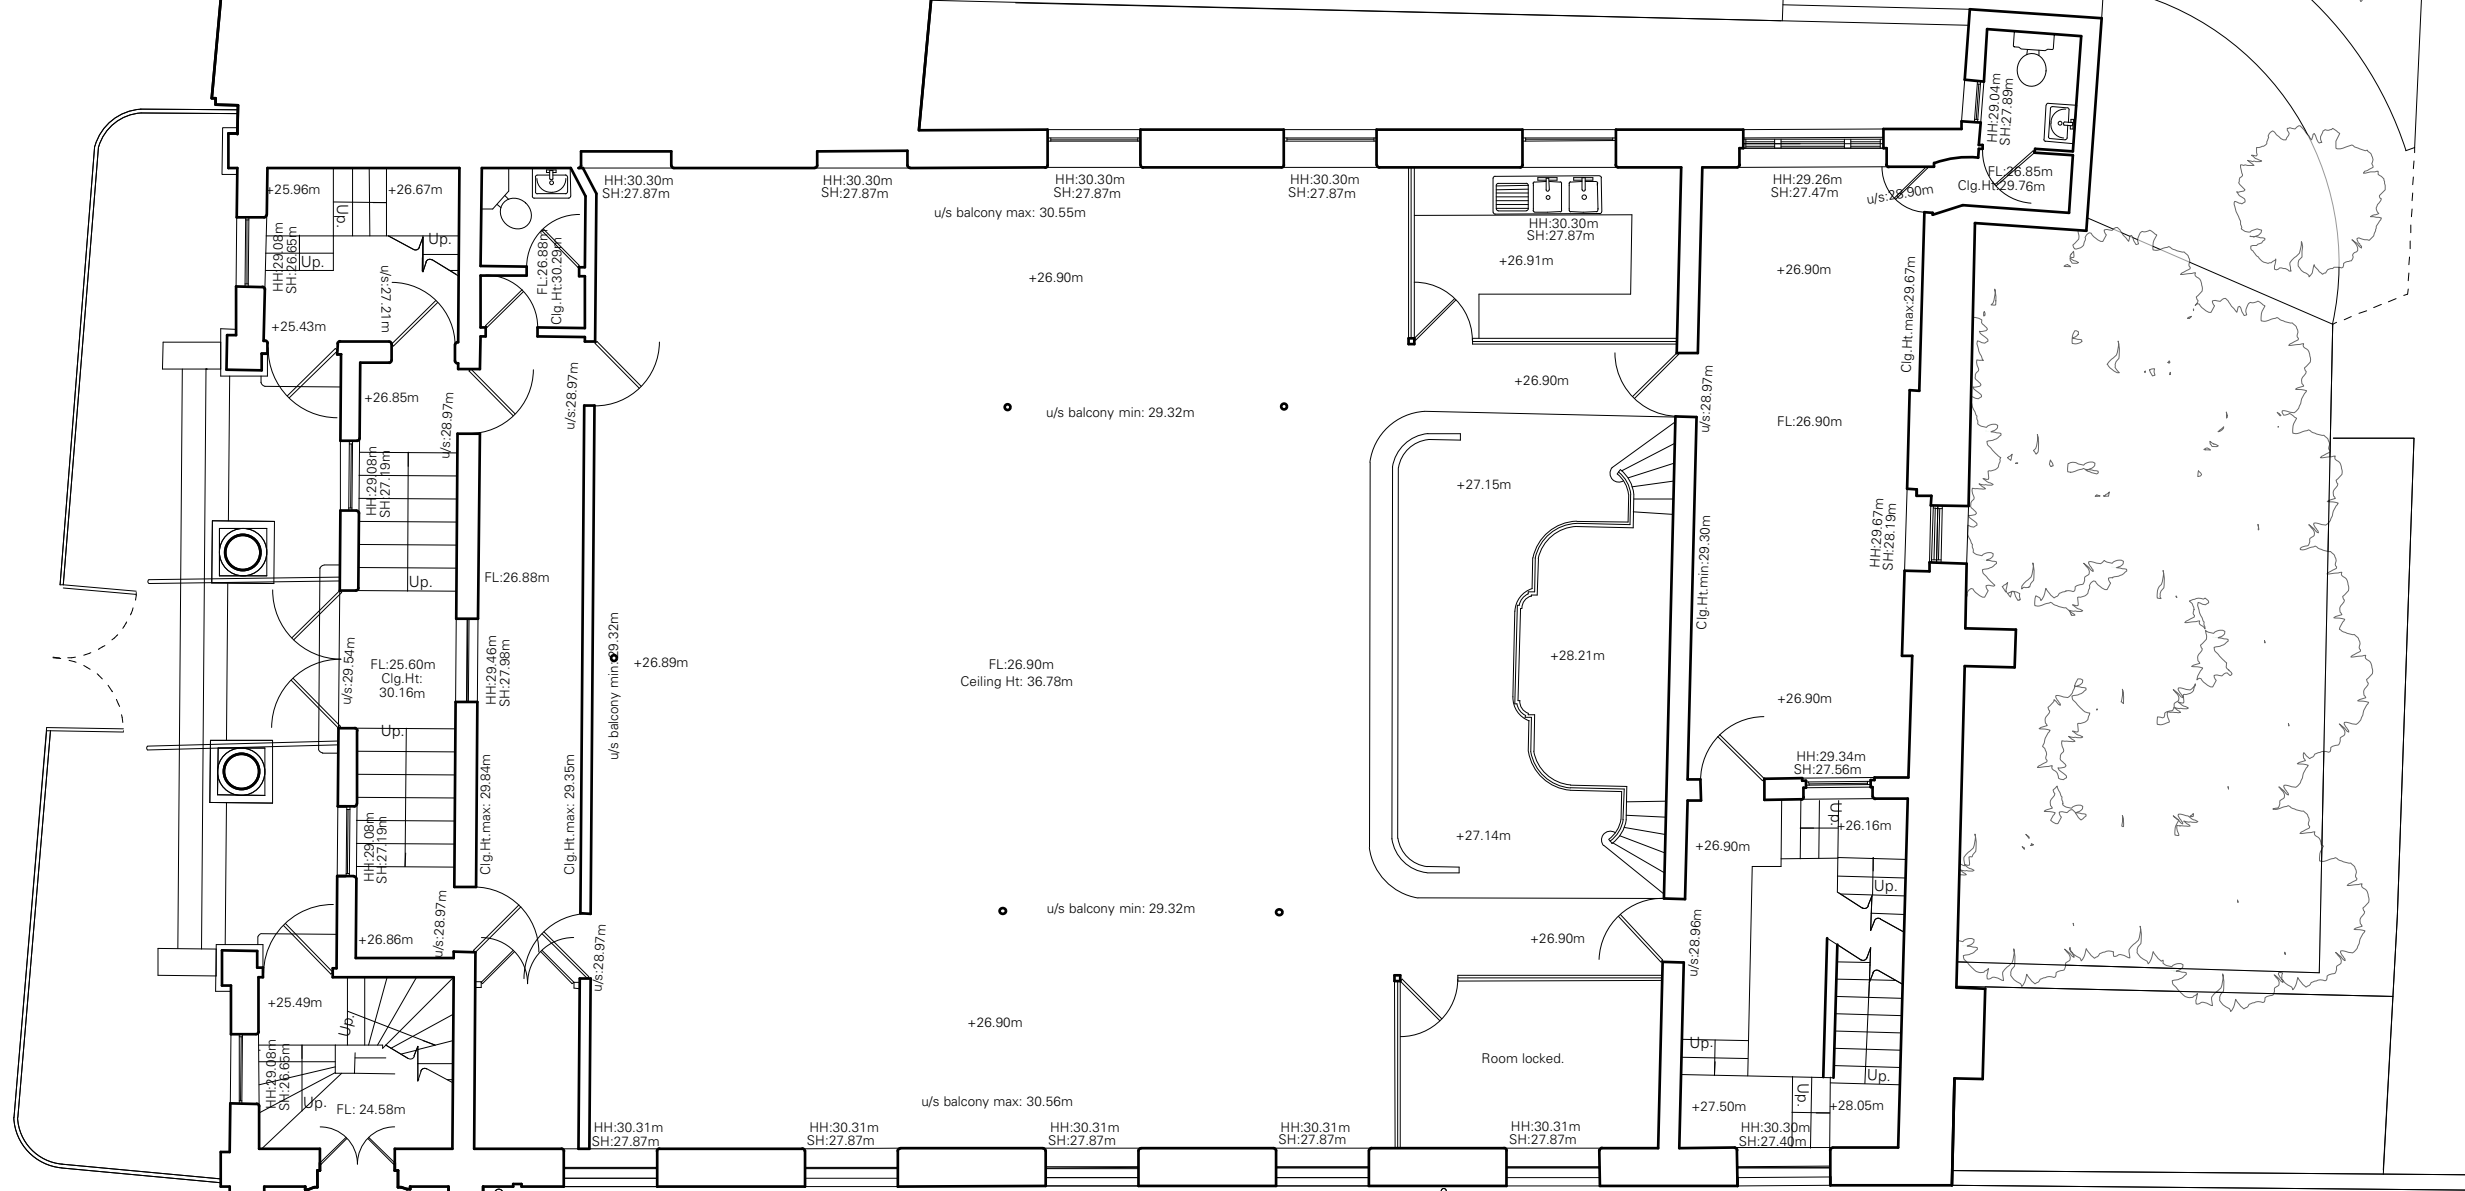 HH:29.04m
SH:27.89m
FL:26.85m
Clg.Ht:29.76m
u/s:28.90m
+25.96m
+26.67m
Up.
Up.
Up.
HH:29.08m
SH:26.65m
u/s:27.21m
+25.43m
FL:26.88m
Clg.Ht:30.29m
HH:30.30m
SH:27.87m
HH:30.30m
SH:27.87m
HH:30.30m
SH:27.87m
HH:30.30m
SH:27.87m
u/s balcony max: 30.55m
HH:30.30m
SH:27.87m
+26.91m
HH:29.26m
SH:27.47m
+26.90m
+26.90m
Clg.Ht.max:29.67m
+26.85m
u/s:28.97m
u/s:28.97m
u/s balcony min: 29.32m
+26.90m
u/s:28.97m
FL:26.90m
HH:29.08m
SH:27.19m
Up.
FL:26.88m
+27.15m
Clg.Ht.min:29.30m
HH:29.67m
SH:28.19m
u/s:29.54m
FL:25.60m
Clg.Ht:
30.16m
HH:29.46m
SH:27.98m
u/s balcony min:29.32m
+26.89m
FL:26.90m
Ceiling Ht: 36.78m
+28.21m
+26.90m
Up.
HH:29.08m
SH:27.19m
Clg.Ht.max: 29.84m
Clg.Ht.max: 29.35m
HH:29.34m
SH:27.56m
Up.
+26.16m
+27.14m
+26.90m
Up.
+26.86m
u/s:28.97m
u/s:28.97m
u/s balcony min: 29.32m
+26.90m
u/s:28.96m
+25.49m
Up.
+26.90m
Room locked.
Up.
Up.
HH:29.08m
SH:26.65m
Up.
FL: 24.58m
u/s balcony max: 30.56m
+27.50m
Up.
+28.05m
HH:30.31m
SH:27.87m
HH:30.31m
SH:27.87m
HH:30.31m
SH:27.87m
HH:30.31m
SH:27.87m
HH:30.31m
SH:27.87m
HH:30.30m
SH:27.40m